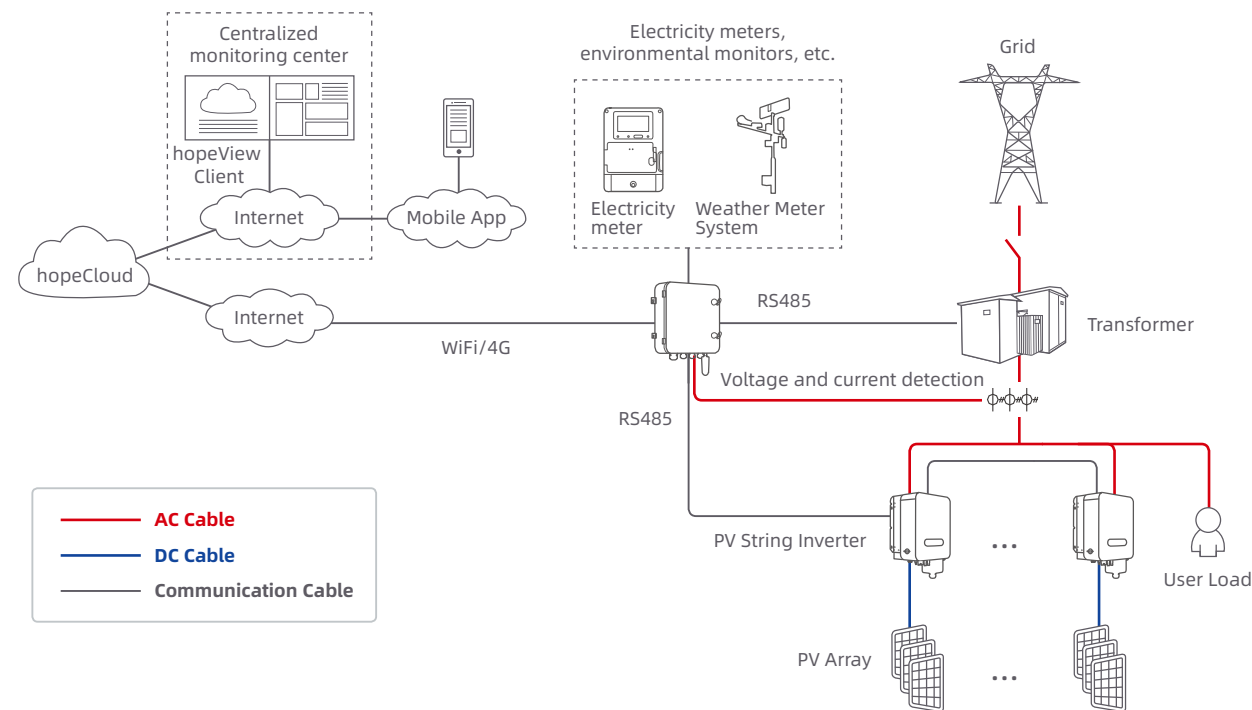 Centralized
monitoring center
hopeView
Client
Internet
Mobile App
hopeCloud
Internet
WiFi/4G
Electricity meters,
environmental monitors, etc.
Electricity
meter
Weather Meter
System
Grid
RS485
Transformer
Voltage and current detection
RS485
PV String Inverter
...
User Load
PV Array
...
AC Cable
DC Cable
Communication Cable